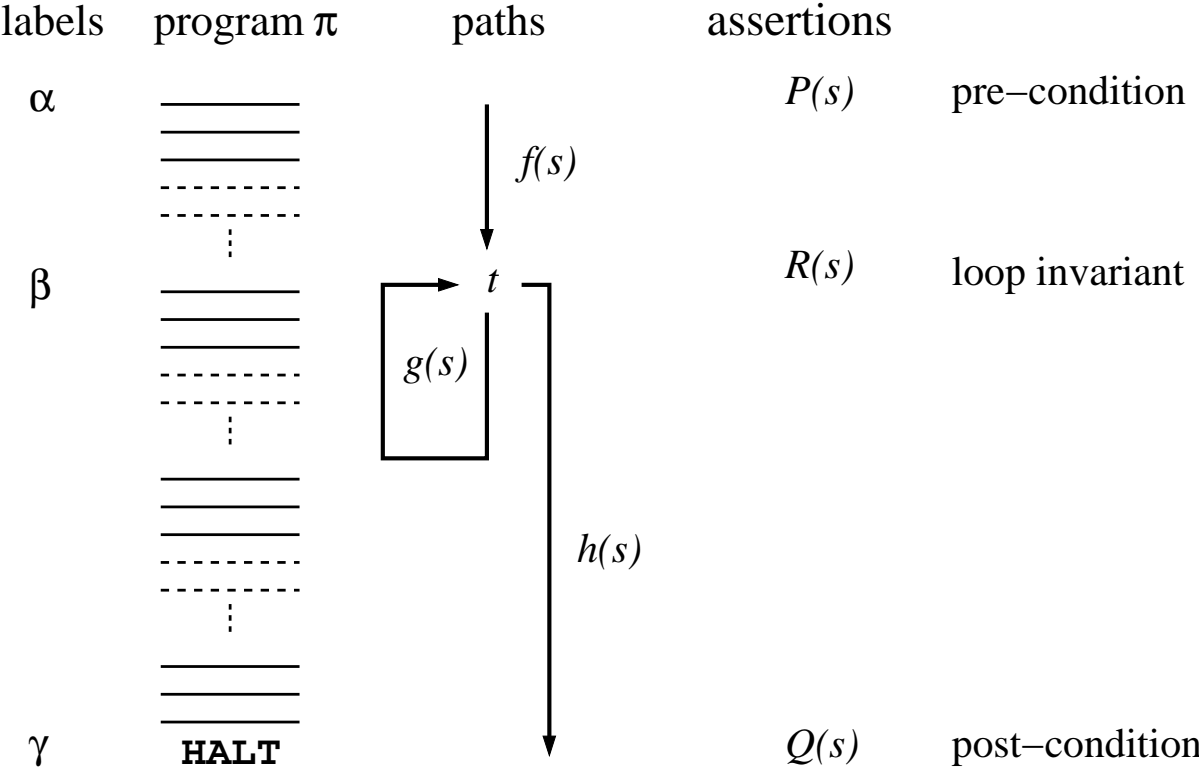 labels program π paths assertions
α P(s) pre−condition
f(s)
β t R(s) loop invariant
g(s)
h(s)
γ HALT Q(s) post−condition